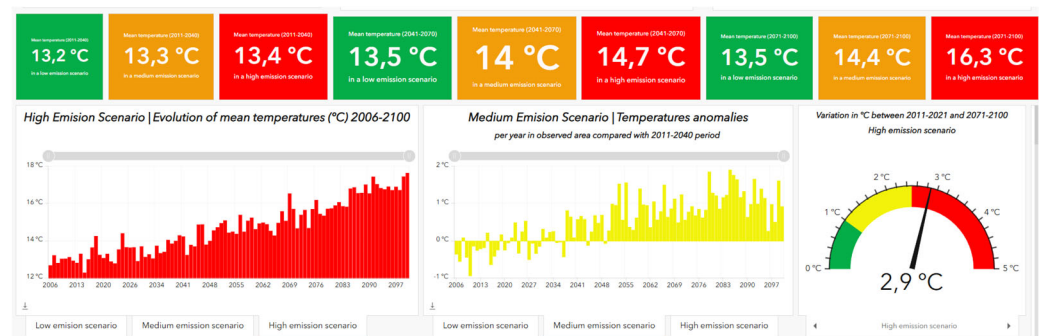 Mean temperature (2011-2040)
13,2 °C
in a low emission scenario
Mean temperature (2011-2040)
13,3 °C
in a medium emission scenario
Mean temperature (2011-2040)
13,4 °C
in a high emission scenario
Mean temperature (2041-2070)
13,5 °C
in a low emission scenario
Mean temperature (2041-2070)
14 °C
in a medium emission scenario
Mean temperature (2041-2070)
14,7 °C
in a high emission scenario
Mean temperature (2071-2100)
13,5 °C
in a low emission scenario
Mean temperature (2071-2100)
14,4 °C
in a medium emission scenario
Mean temperature (2071-2100)
16,3 °C
in a high emission scenario
High Emision Scenario | Evolution of mean temperatures (°C) 2006-2100
18 °C
16 °C
14 °C
12 °C
2006 2013 2020 2027 2034 2041 2048 2055 2062 2069 2076 2083 2090 2097
Low emision scenario Medium emission scenario High emission scenario
Medium Emision Scenario | Temperatures anomalies
per year in observed area compared with 2011-2040 period
2 °C
1 °C
0 °C
-1 °C
2006 2013 2020 2027 2034 2041 2048 2055 2062 2069 2076 2083 2090 2097
Low emision scenario Medium emission scenario High emission scenario
Variation in °C between 2011-2021 and 2071-2100
High emission scenario
0 °C
1 °C
2 °C
3 °C
4 °C
5 °C
2,9 °C
High emission scenario